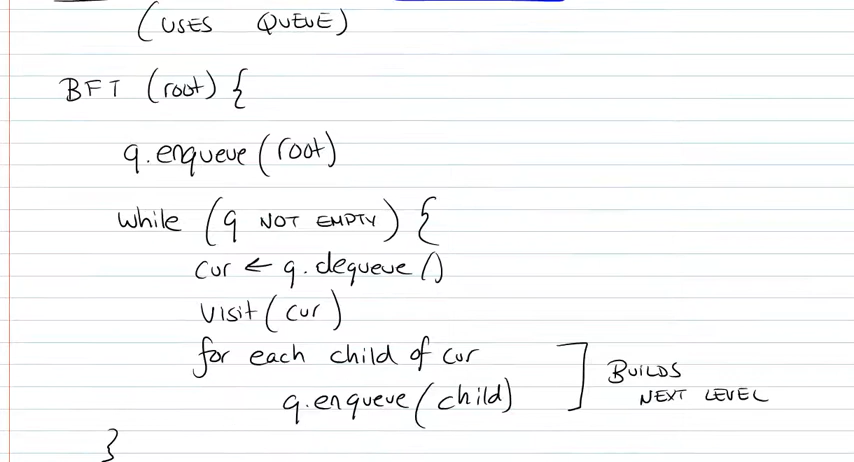 (USES QUEUE)
BFT (root) {
q.enqueue(root)
while (q NOT EMPTY) {
cur ← q.dequeue()
visit(cur)
for each child of cur
q.enqueue(child)
BUILDS
NEXT LEVEL
}